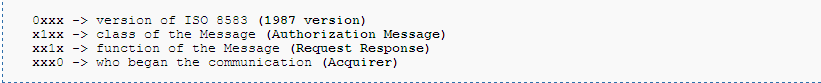 0xxx -> version of ISO 8583 (1987 version)
x1xx -> class of the Message (Authorization Message)
xx1x -> function of the Message (Request Response)
xxx0 -> who began the communication (Acquirer)